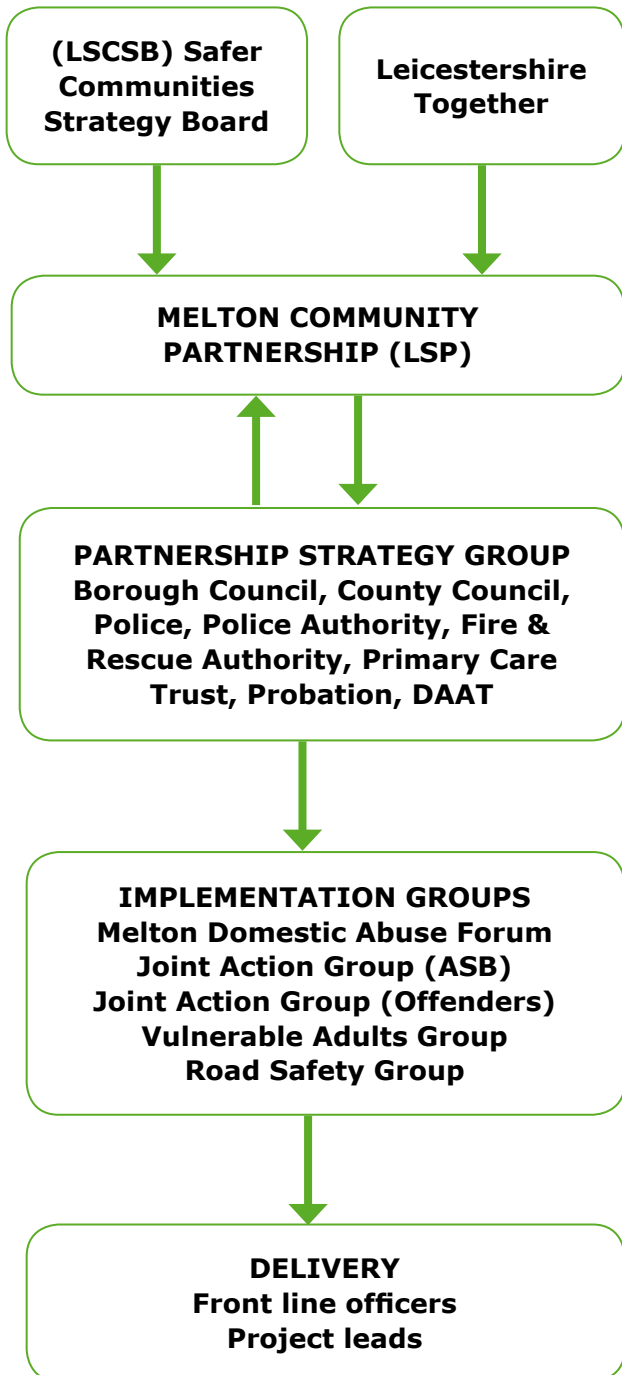 (LSCSB) Safer
Communities
Strategy Board
Leicestershire
Together
MELTON COMMUNITY
PARTNERSHIP (LSP)
PARTNERSHIP STRATEGY GROUP
Borough Council, County Council,
Police, Police Authority, Fire &
Rescue Authority, Primary Care
Trust, Probation, DAAT
IMPLEMENTATION GROUPS
Melton Domestic Abuse Forum
Joint Action Group (ASB)
Joint Action Group (Offenders)
Vulnerable Adults Group
Road Safety Group
DELIVERY
Front line officers
Project leads